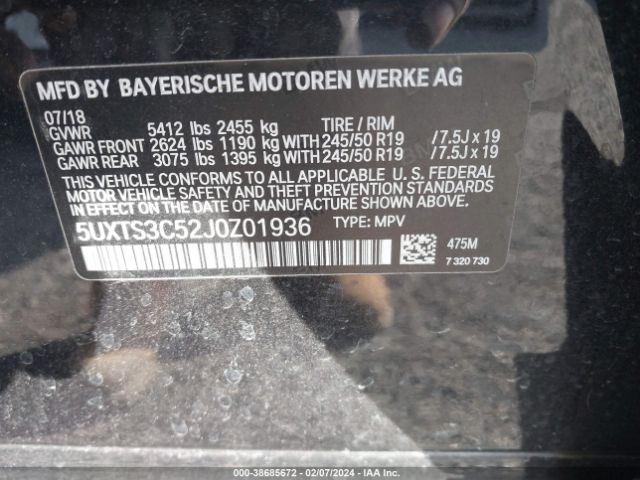 MFD BY BAYERISCHE MOTOREN WERKE AG
07/18
GVWR 5412 lbs 2455 kg TIRE / RIM
GAWR FRONT 2624 lbs 1190 kg WITH 245/50 R19 /7.5J x 19
GAWR REAR 3075 lbs 1395 kg WITH 245/50 R19 /7.5J x 19
THIS VEHICLE CONFORMS TO ALL APPLICABLE U. S. FEDERAL
MOTOR VEHICLE SAFETY AND THEFT PREVENTION STANDARDS
IN EFFECT ON THE DATE OF MANUFACTURE SHOWN ABOVE.
5UXTS3C52J0Z01936 TYPE: MPV
475M
7 320 730
000-38685672 - 02/07/2024 - IAA Inc.